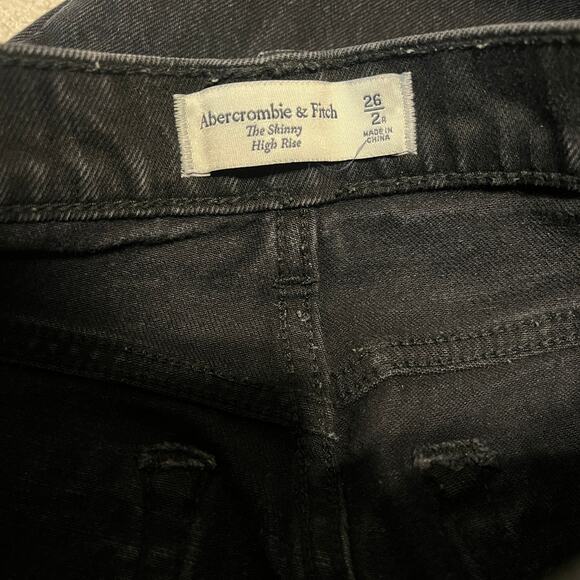 Abercrombie & Fitch
The Skinny
High Rise
26
2R
MADE IN
CHINA